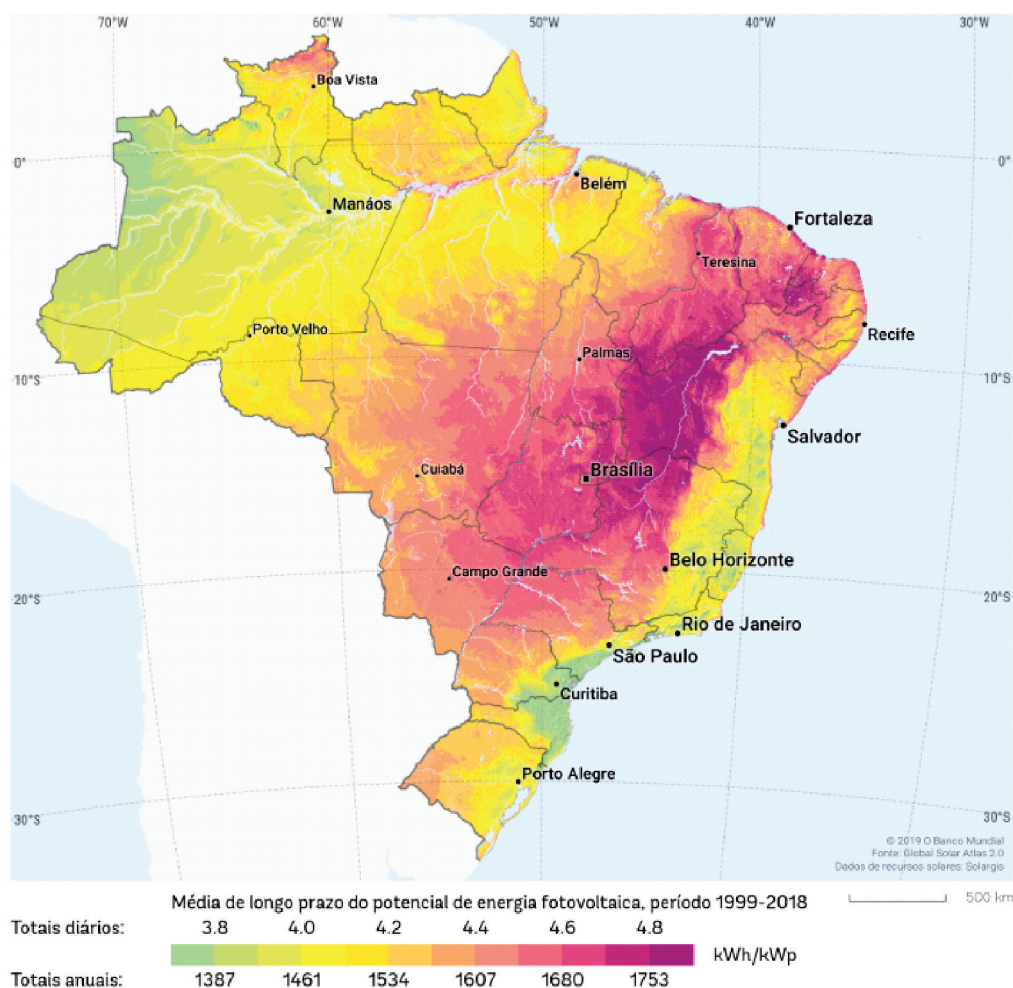 70°W 60°W 50°W 40°W 30°W
Boa Vista
0° 0°
Belém
Manáos
Fortaleza
Teresina
Porto Velho
Recife
Palmas
10°S 10°S
Salvador
Brasília
Cuiabá
Belo Horizonte
Campo Grande
20°S 20°S
Rio de Janeiro
São Paulo
Curitiba
Porto Alegre
30°S 30°S
© 2019 O Banco Mundial
Fonte: Global Solar Atlas 2.0
Dados de recursos solares: Solargis
Média de longo prazo do potencial de energia fotovoltaica, período 1999-2018
500 km
Totais diários: 3.8 4.0 4.2 4.4 4.6 4.8
kWh/kWp
Totais anuais: 1387 1461 1534 1607 1680 1753